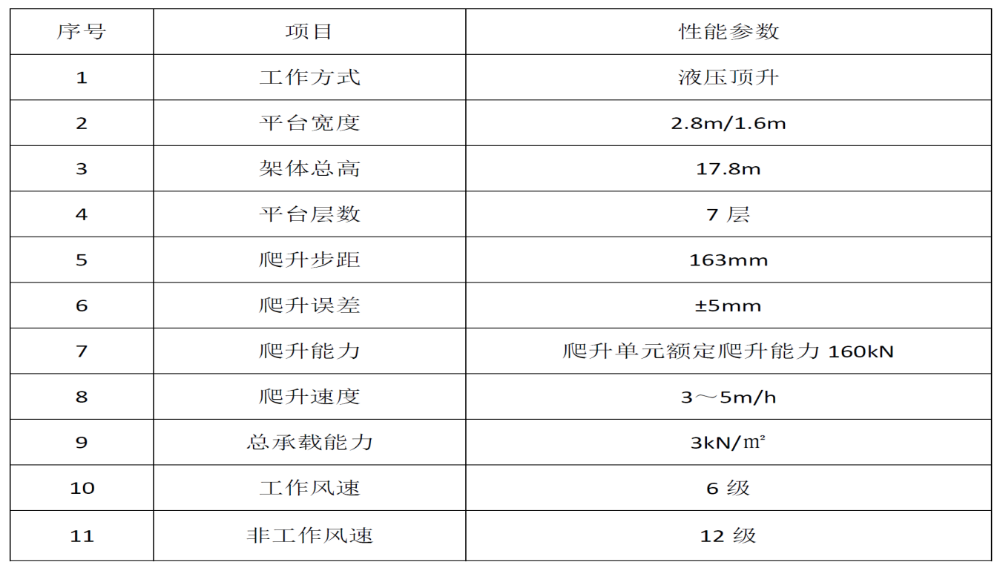 序号 项目 性能参数
1 工作方式 液压顶升
2 平台宽度 2.8m/1.6m
3 架体总高 17.8m
4 平台层数 7 层
5 爬升步距 163mm
6 爬升误差 ±5mm
7 爬升能力 爬升单元额定爬升能力 160kN
8 爬升速度 3～5m/h
9 总承载能力 3kN/㎡
10 工作风速 6 级
11 非工作风速 12 级